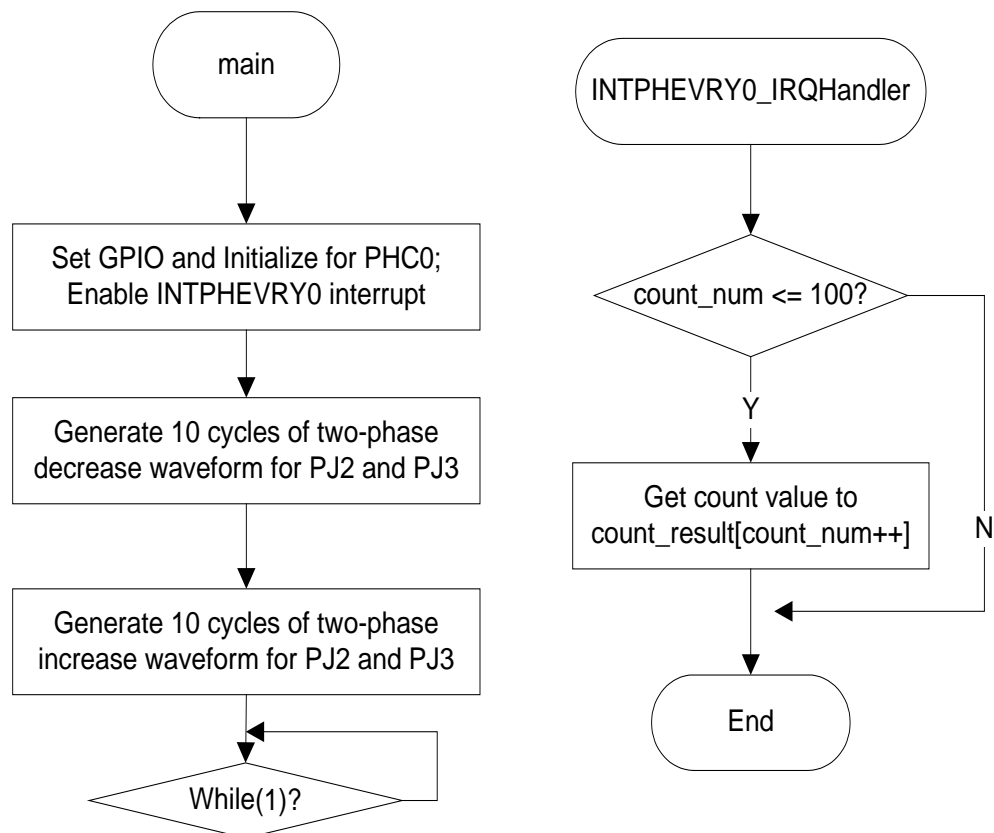 main
Set GPIO and Initialize for PHC0;
Enable INTPHEVRY0 interrupt
Generate 10 cycles of two-phase
decrease waveform for PJ2 and PJ3
Generate 10 cycles of two-phase
increase waveform for PJ2 and PJ3
While(1)?
INTPHEVRY0_IRQHandler
count_num <= 100?
Y
Get count value to
count_result[count_num++]
N
End